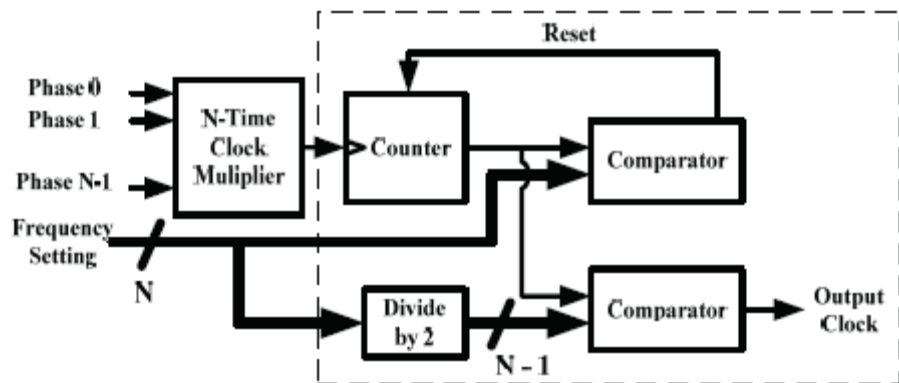 Reset
Phase 0
Phase 1
Phase N-1
N-Time
Clock
Muliplier
Counter
Comparator
Frequency
Setting
N
Divide
by 2
N - 1
Comparator
Output
Clock